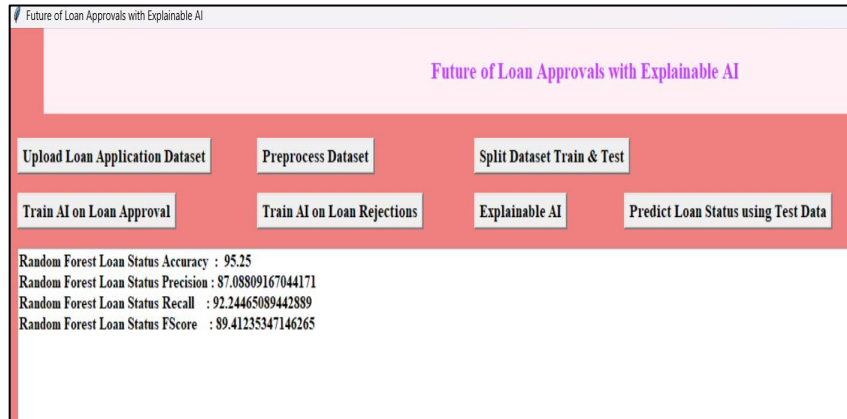 Future of Loan Approvals with Explainable AI
Future of Loan Approvals with Explainable AI
Upload Loan Application Dataset
Preprocess Dataset
Split Dataset Train & Test
Train AI on Loan Approval
Train AI on Loan Rejections
Explainable AI
Predict Loan Status using Test Data
Random Forest Loan Status Accuracy : 95.25
Random Forest Loan Status Precision : 87.08809167044171
Random Forest Loan Status Recall : 92.24465089442889
Random Forest Loan Status FScore : 89.41235347146265